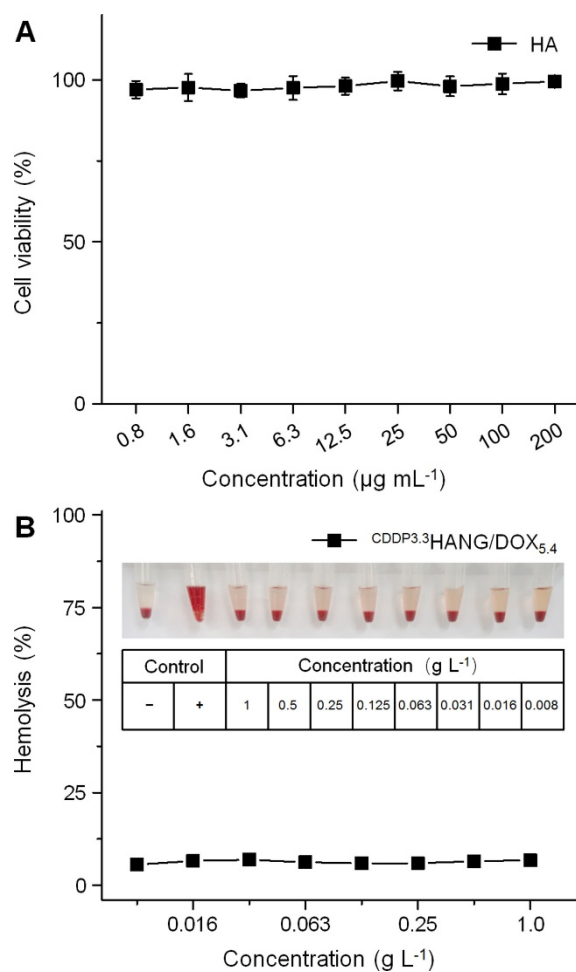 A
HA
100
50
0
Cell viability (%)
0.8 1.6 3.1 6.3 12.5 25 50 100 200
Concentration (µg mL⁻¹)
B
CDDP3.3HANG/DOX5.4
100
75
50
25
0
Hemolysis (%)
Control Concentration (g L⁻¹)
– + 1 0.5 0.25 0.125 0.063 0.031 0.016 0.008
0.016 0.063 0.25 1.0
Concentration (g L⁻¹)